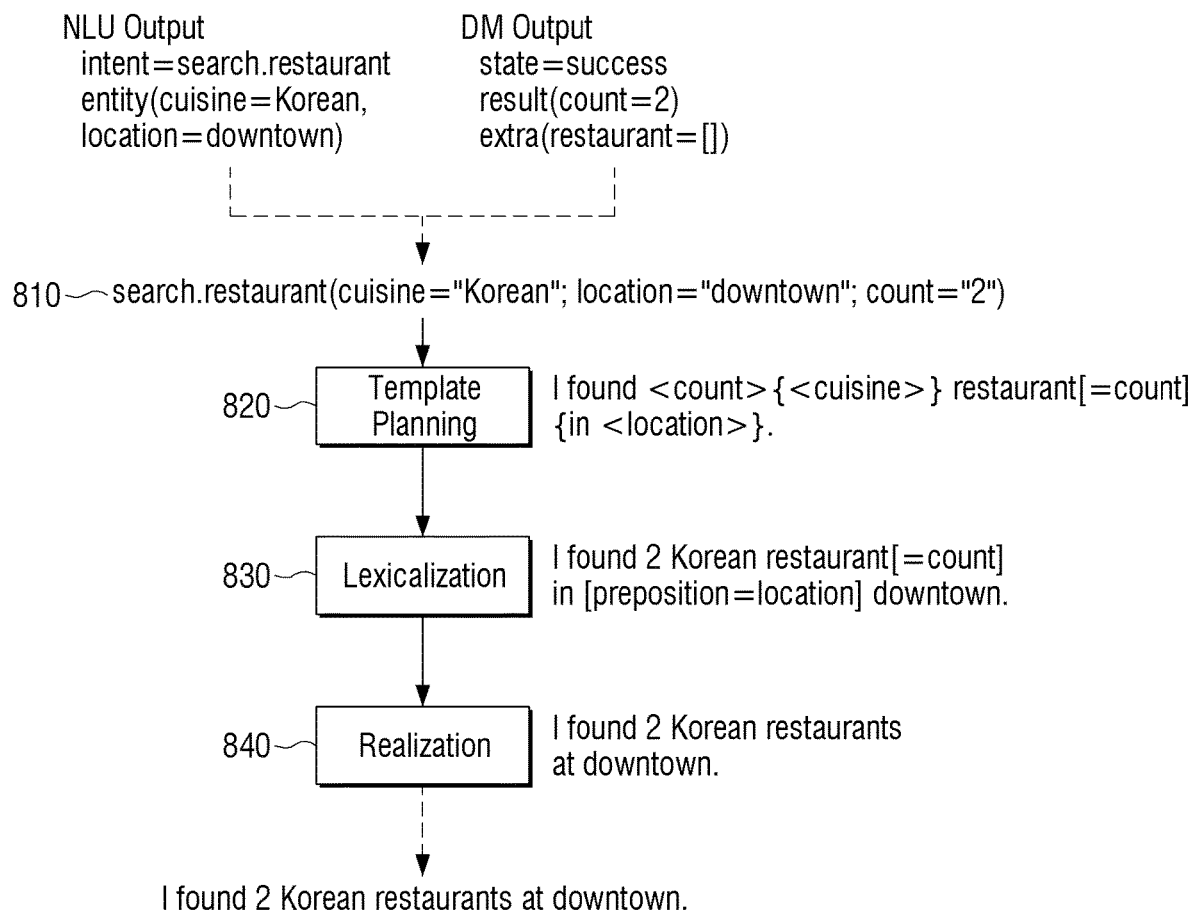 NLU Output
intent=search.restaurant
entity(cuisine=Korean,
location=downtown)
DM Output
state=success
result(count=2)
extra(restaurant=[])
810 search.restaurant(cuisine="Korean"; location="downtown"; count="2")
820
Template
Planning
I found <count>{<cuisine>} restaurant[=count]
{in <location>}.
830
Lexicalization
I found 2 Korean restaurant[=count]
in [preposition=location] downtown.
840
Realization
I found 2 Korean restaurants
at downtown.
I found 2 Korean restaurants at downtown.